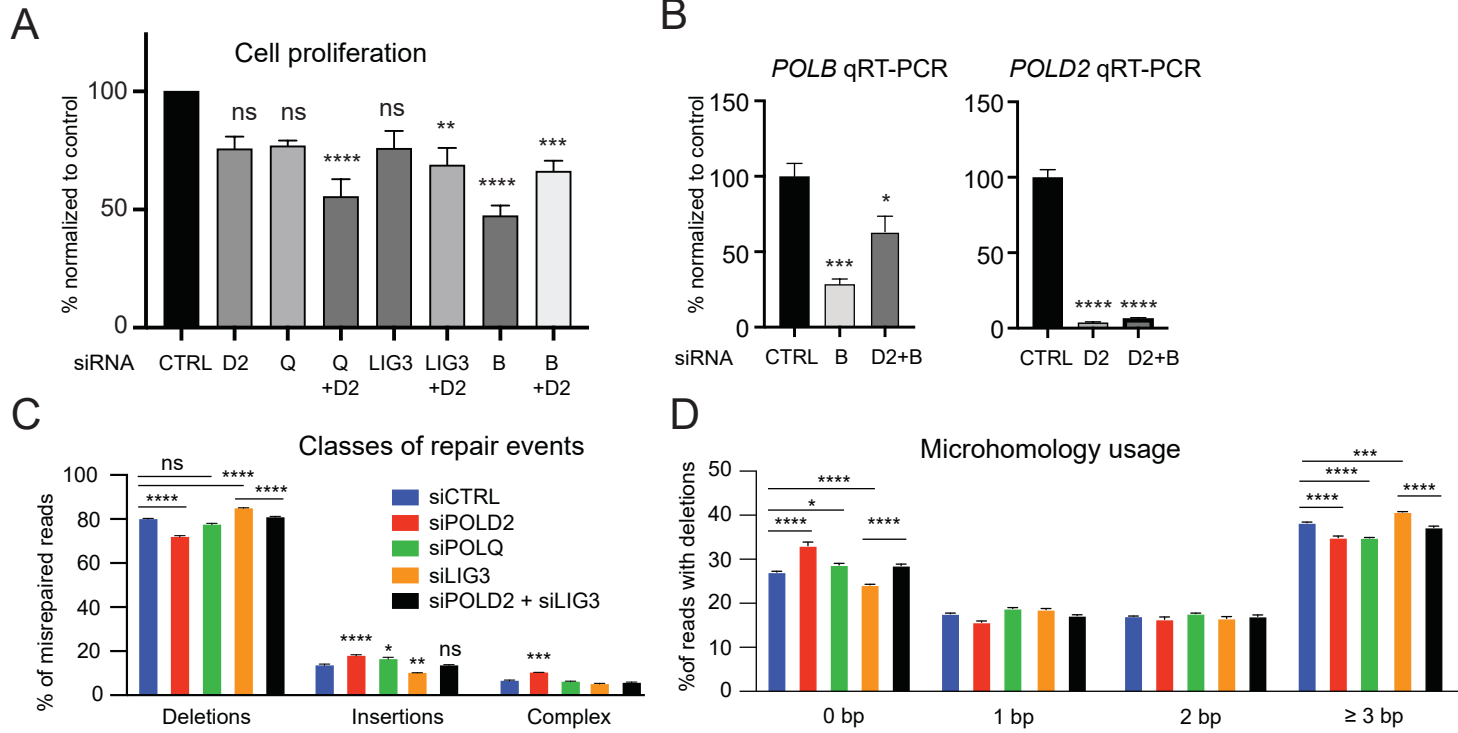 A
Cell proliferation
% normalized to control
100
50
0
ns
ns
****
ns
**
****
***
siRNA
CTRL D2 Q Q +D2 LIG3 LIG3 +D2 B B +D2
B
POLB qRT-PCR
% normalized to control
150
100
50
0
***
*
siRNA
CTRL B D2+B
POLD2 qRT-PCR
150
100
50
0
**** ****
CTRL D2 D2+B
C
Classes of repair events
% of misrepaired reads
100
80
60
40
20
0
ns
****
**** ****
siCTRL
siPOLD2
siPOLQ
siLIG3
siPOLD2 + siLIG3
**** * ** ns
***
Deletions Insertions Complex
D
Microhomology usage
%of reads with deletions
50
40
30
20
10
0
****
*
**** ****
***
****
**** ****
0 bp 1 bp 2 bp ≥ 3 bp